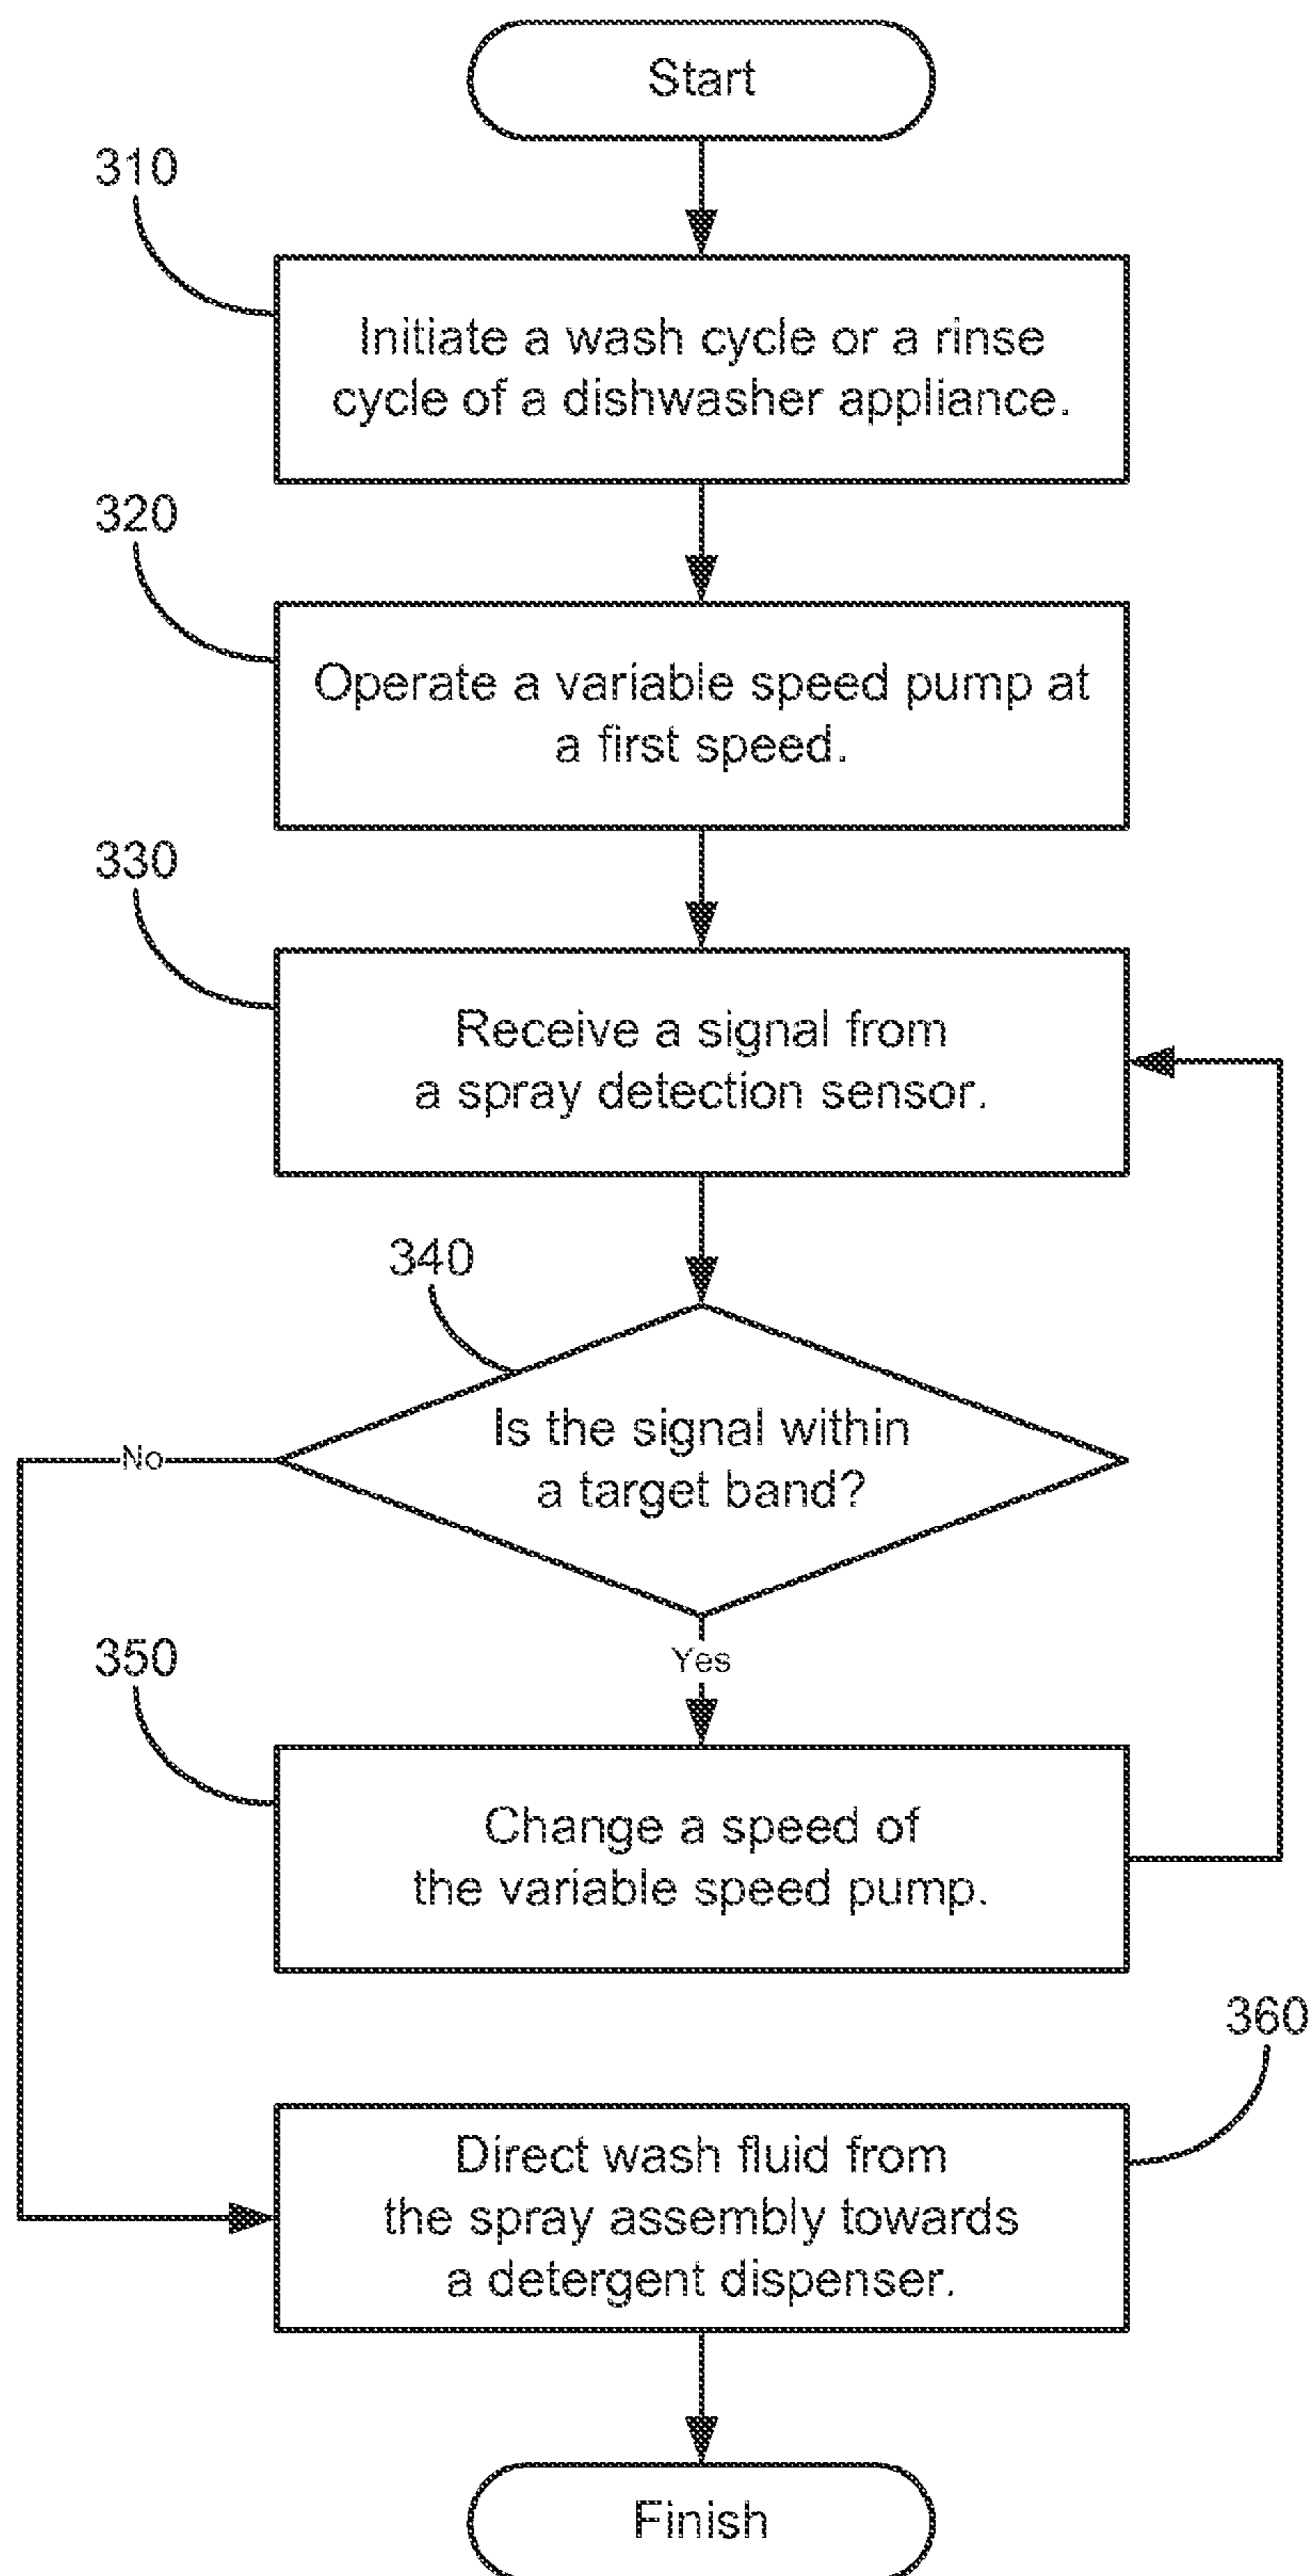 Start
310
Initiate a wash cycle or a rinse
cycle of a dishwasher appliance.
320
Operate a variable speed pump at
a first speed.
330
Receive a signal from
a spray detection sensor.
340
Is the signal within
a target band?
No
Yes
350
Change a speed of
the variable speed pump.
360
Direct wash fluid from
the spray assembly towards
a detergent dispenser.
Finish